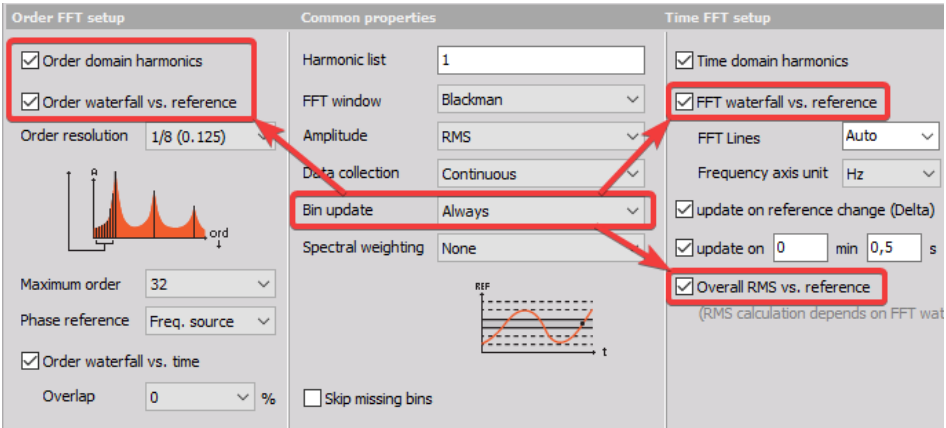 Order FFT setup
Order domain harmonics
Order waterfall vs. reference
Order resolution 1/8 (0.125)
A
ord
Maximum order 32
Phase reference Freq. source
Order waterfall vs. time
Overlap 0 %
Common properties
Harmonic list 1
FFT window Blackman
Amplitude RMS
Data collection Continuous
Bin update Always
Spectral weighting None
REF
t
Skip missing bins
Time FFT setup
Time domain harmonics
FFT waterfall vs. reference
FFT Lines Auto
Frequency axis unit Hz
update on reference change (Delta)
update on 0 min 0,5 s
Overall RMS vs. reference
(RMS calculation depends on FFT wat